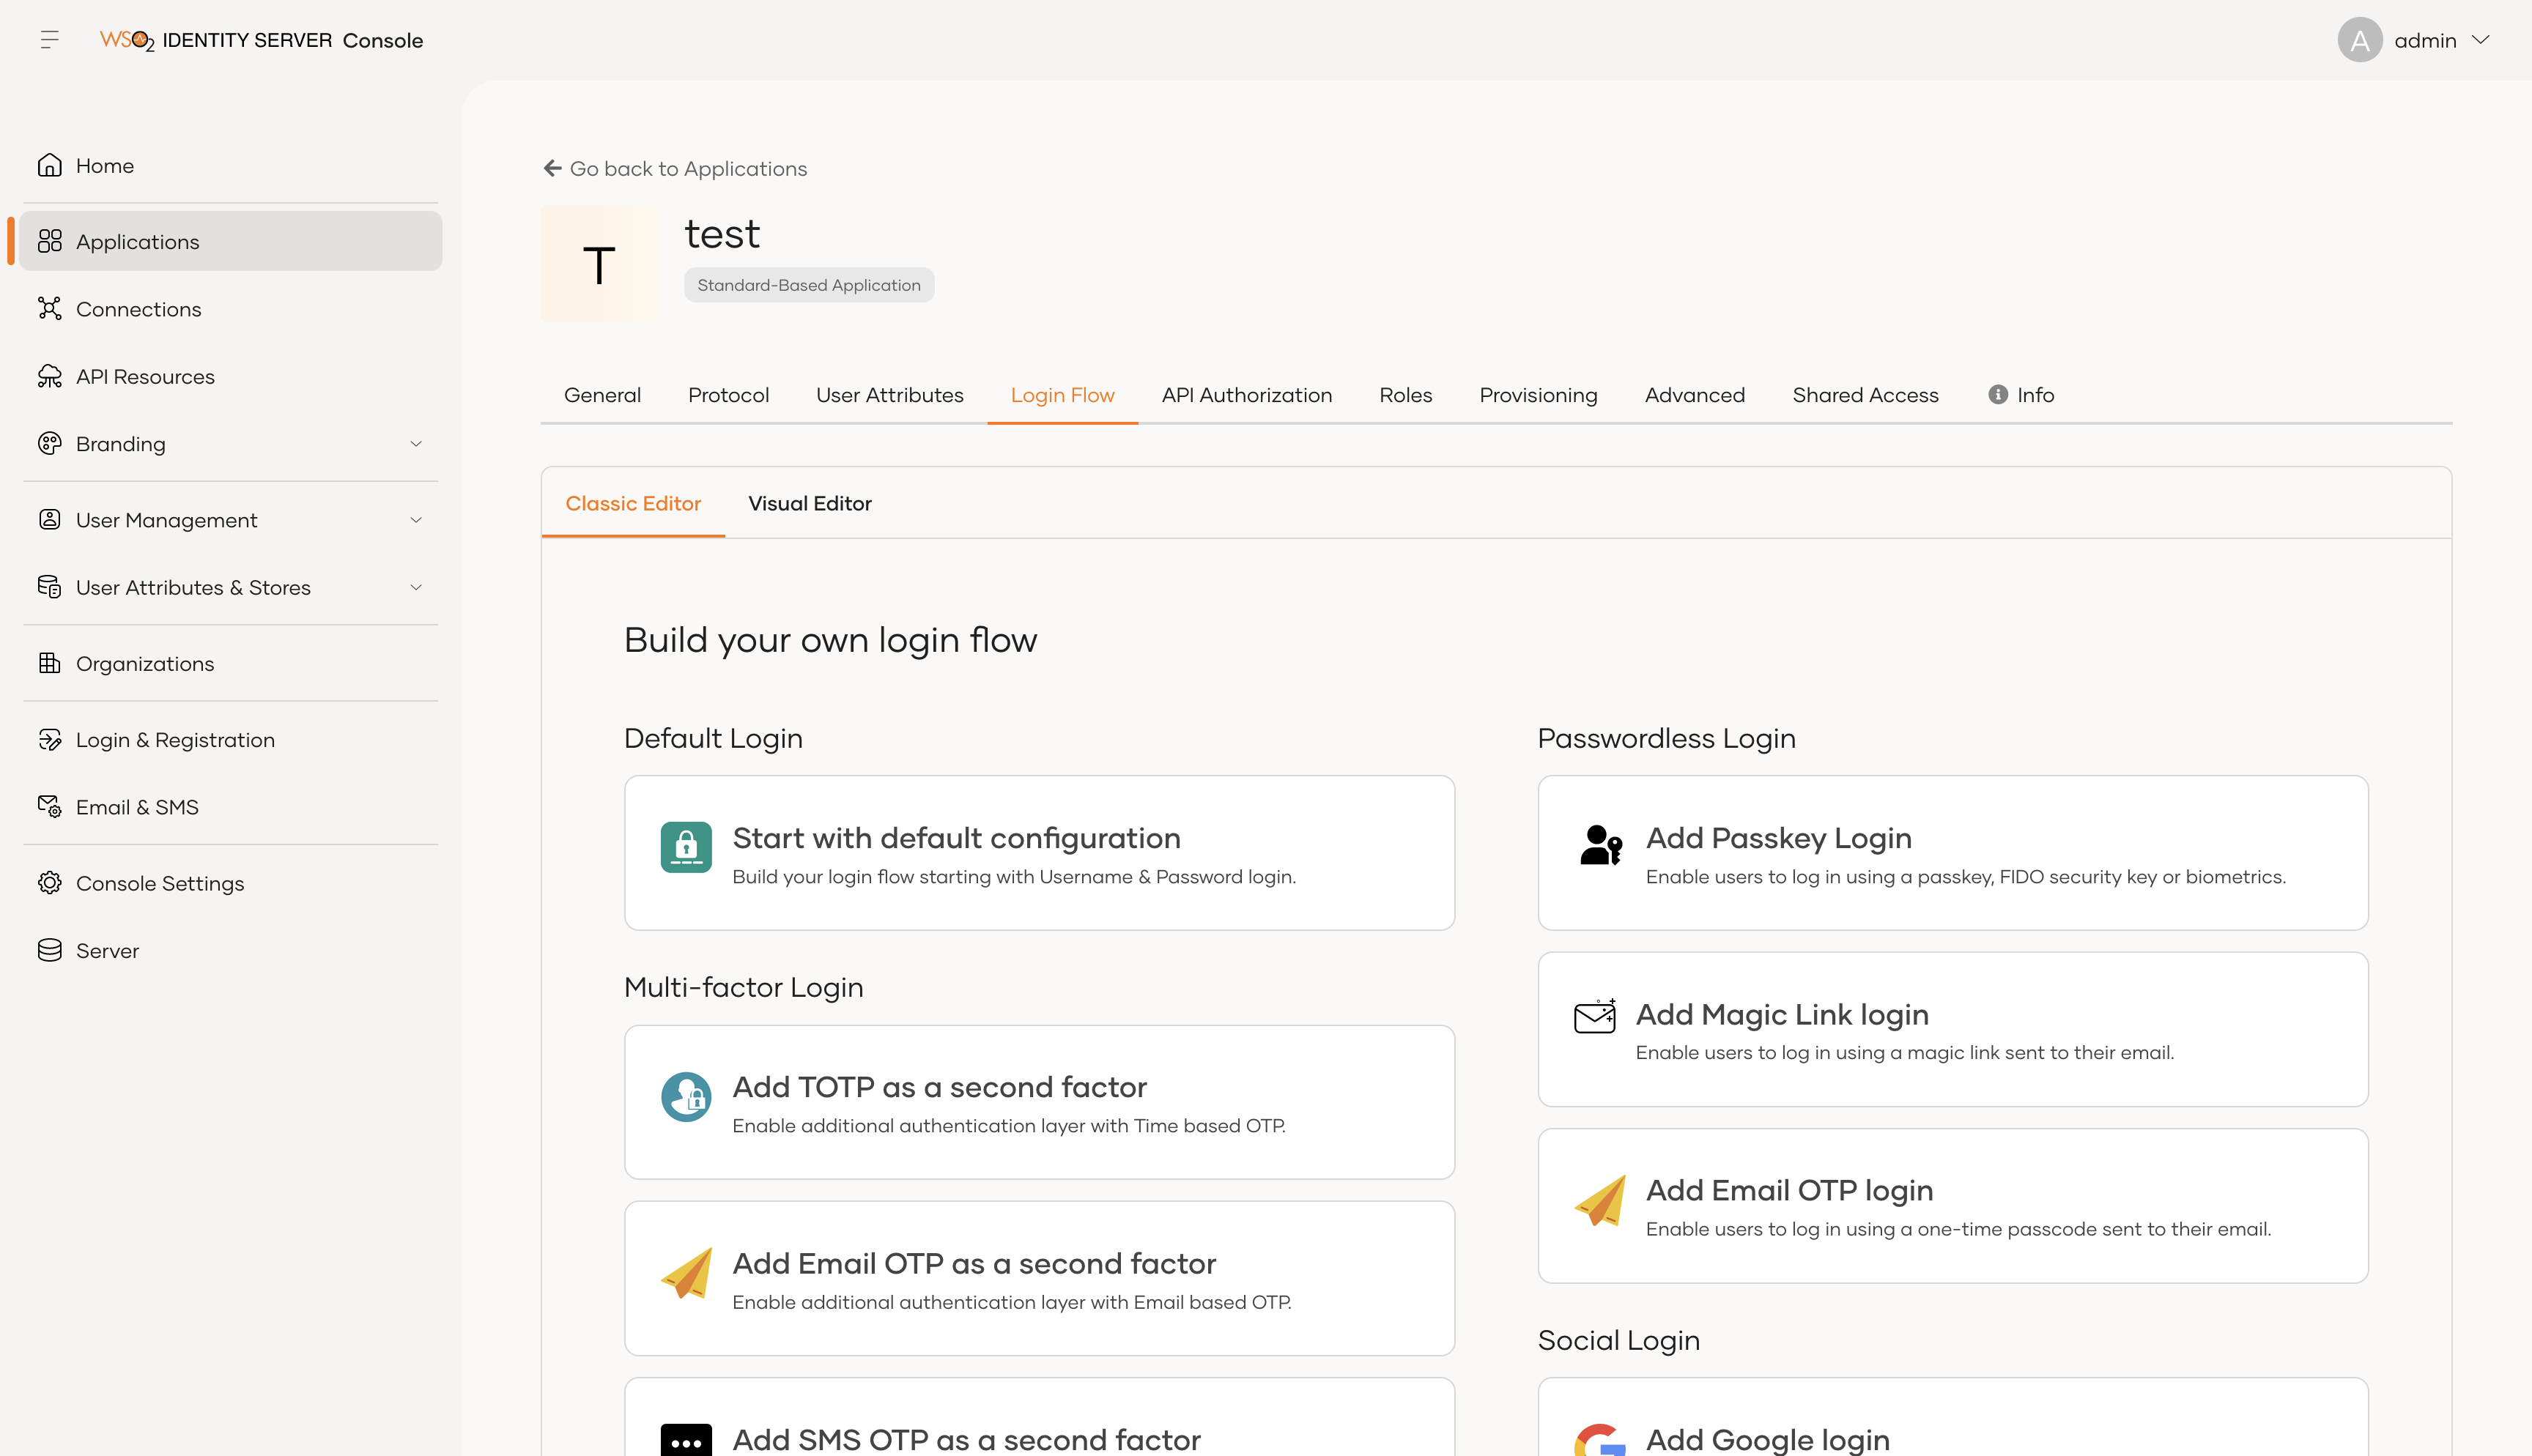 WSO2 IDENTITY SERVER Console
A admin
Home
Applications
Connections
API Resources
Branding
User Management
User Attributes & Stores
Organizations
Login & Registration
Email & SMS
Console Settings
Server
Go back to Applications
T
test
Standard-Based Application
General Protocol User Attributes Login Flow API Authorization Roles Provisioning Advanced Shared Access Info
Classic Editor Visual Editor
Build your own login flow
Default Login
Start with default configuration
Build your login flow starting with Username & Password login.
Multi-factor Login
Add TOTP as a second factor
Enable additional authentication layer with Time based OTP.
Add Email OTP as a second factor
Enable additional authentication layer with Email based OTP.
Add SMS OTP as a second factor
Passwordless Login
Add Passkey Login
Enable users to log in using a passkey, FIDO security key or biometrics.
Add Magic Link login
Enable users to log in using a magic link sent to their email.
Add Email OTP login
Enable users to log in using a one-time passcode sent to their email.
Social Login
Add Google login